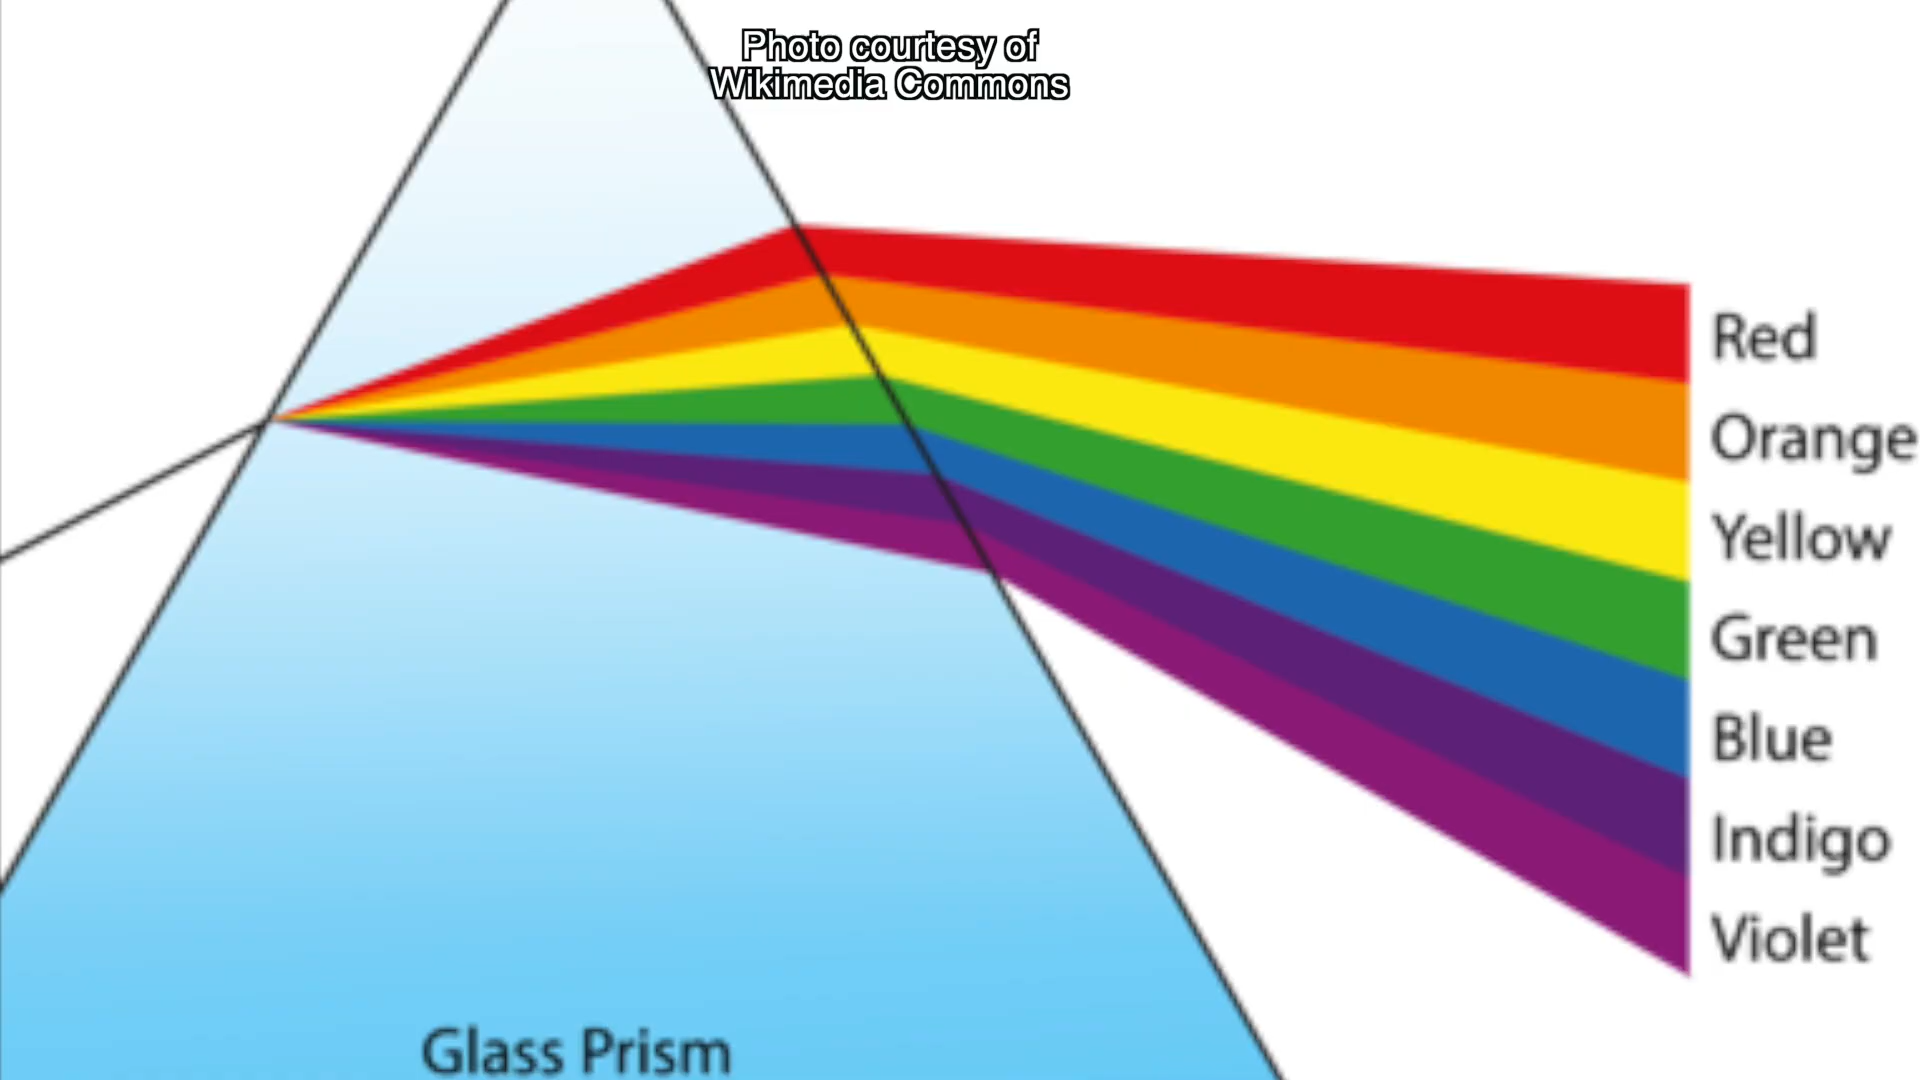 Photo courtesy of
Wikimedia Commons
Red
Orange
Yellow
Green
Blue
Indigo
Violet
Glass Prism